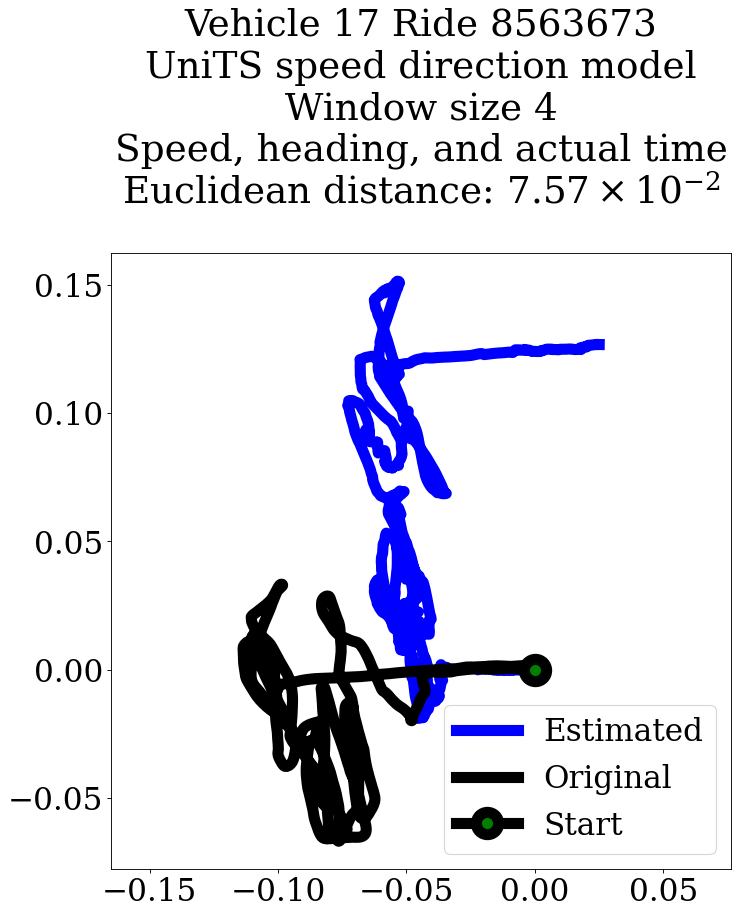 Vehicle 17 Ride 8563673
UniTS speed direction model
Window size 4
Speed, heading, and actual time
Euclidean distance: 7.57 × 10⁻²
0.15
0.10
0.05
0.00
−0.05
Estimated
Original
Start
−0.15 −0.10 −0.05 0.00 0.05